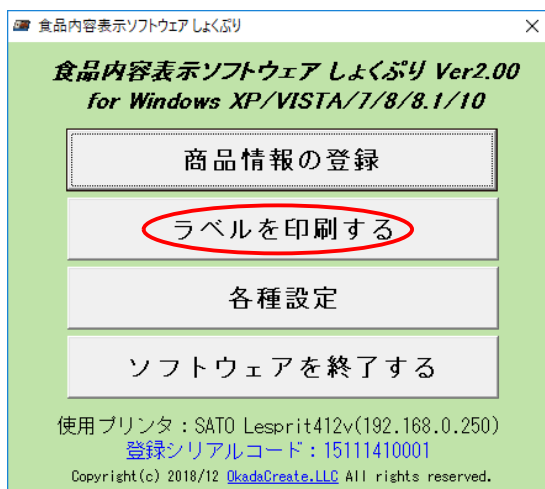 食品内容表示ソフトウェア しょくぷり
食品内容表示ソフトウェア しょくぷり Ver2.00
for Windows XP/VISTA/7/8/8.1/10
商品情報の登録
ラベルを印刷する
各種設定
ソフトウェアを終了する
使用プリンタ：SATO Lesprit412v(192.168.0.250)
登録シリアルコード：15111410001
Copyright(c) 2018/12 OkadaCreate.LLC All rights reserved.